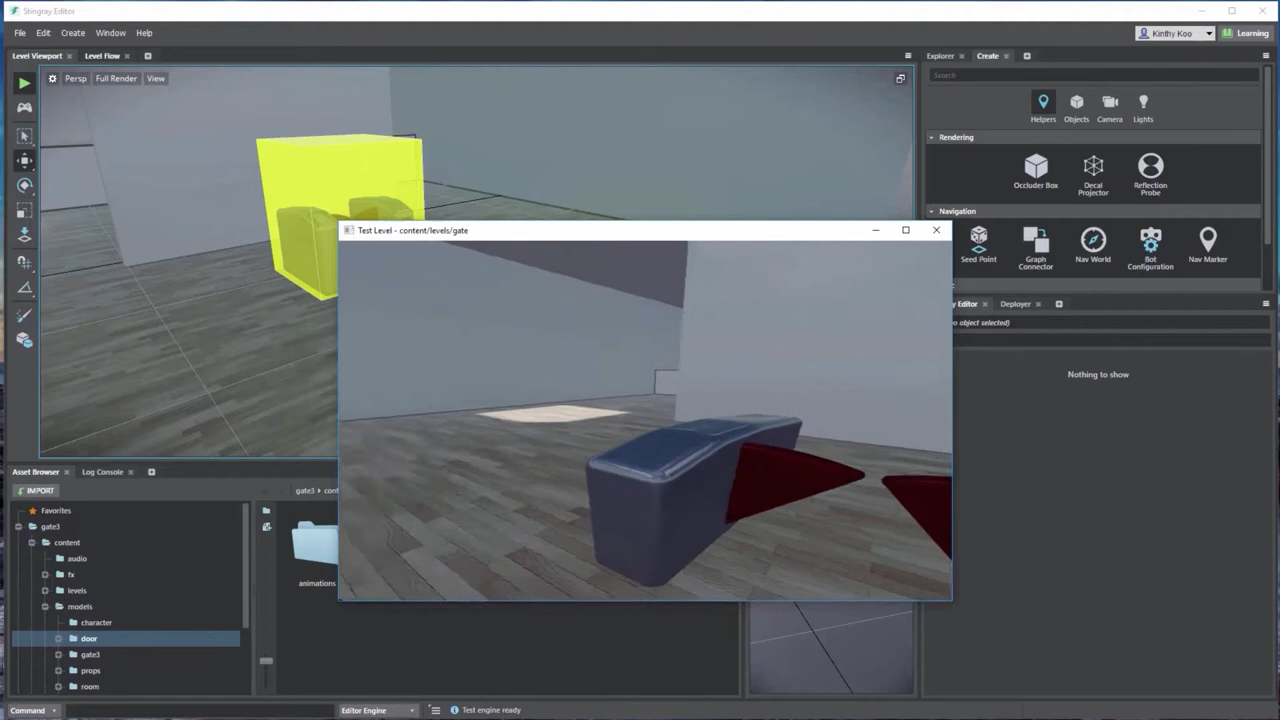 Stingray Editor
File Edit Create Window Help
Kinthy Koo
Learning
Level Viewport
Level Flow
Explorer
Create
Persp
Full Render
View
Search
Helpers
Objects
Camera
Lights
Rendering
Occluder Box
Decal Projector
Reflection Probe
Navigation
Seed Point
Graph Connector
Nav World
Bot Configuration
Nav Marker
Test Level - content/levels/gate
Editor
Deployer
object selected)
Nothing to show
Asset Browser
Log Console
IMPORT
gate3
Favorites
gate3
content
audio
fx
levels
models
character
door
gate3
props
room
animations
Command
Editor Engine
Test engine ready